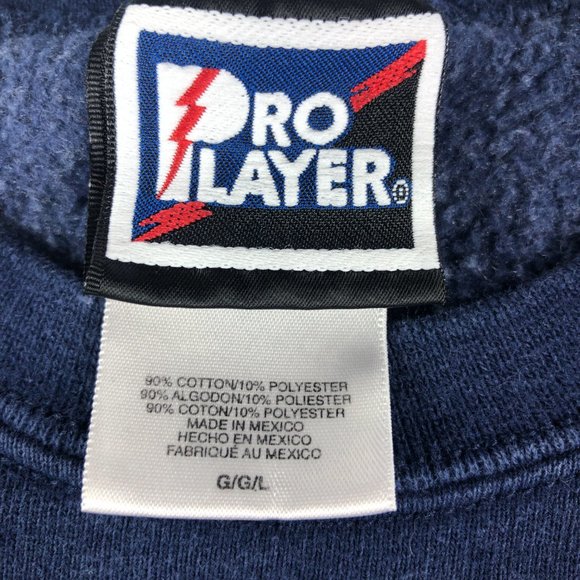 PRO
PLAYER®
90% COTTON/10% POLYESTER
90% ALGODON/10% POLIESTER
90% COTON/10% POLYESTER
MADE IN MEXICO
HECHO EN MEXICO
FABRIQUÉ AU MEXICO
G/G/L